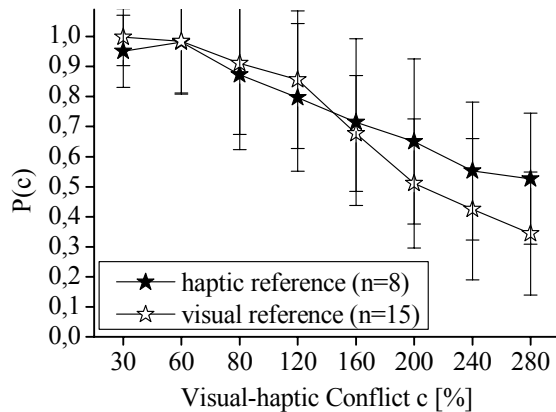 1,0
0,9
0,8
0,7
0,6
0,5
0,4
0,3
0,2
0,1
0,0
P(c)
haptic reference (n=8)
visual reference (n=15)
30 60 80 120 160 200 240 280
Visual-haptic Conflict c [%]